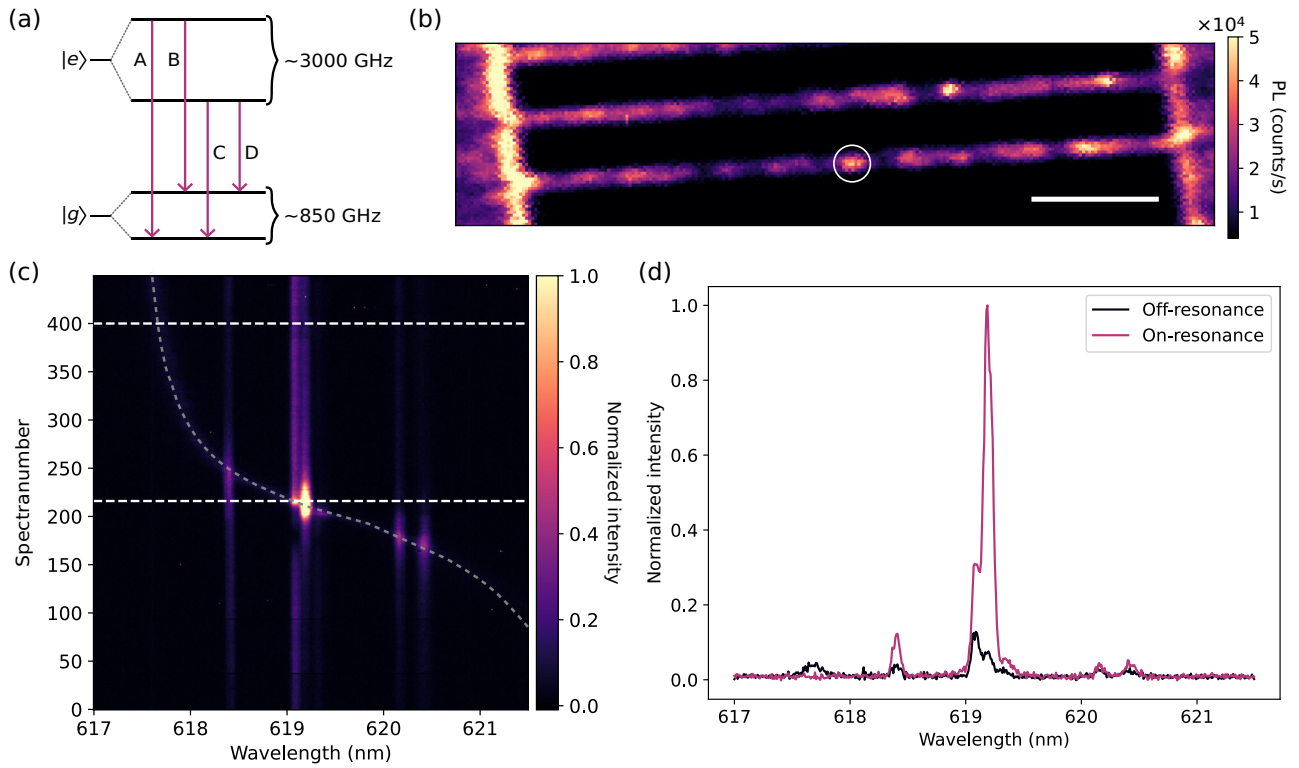 (a)
|e⟩
A
B
~3000 GHz
C
D
|g⟩
~850 GHz
(b)
×10⁴
5
4
3
2
1
PL (counts/s)
(c)
400
350
300
250
200
150
100
50
0
Spectranumber
617
618
619
620
621
Wavelength (nm)
1.0
0.8
0.6
0.4
0.2
0.0
Normalized intensity
(d)
1.0
0.8
0.6
0.4
0.2
0.0
Normalized intensity
Off-resonance
On-resonance
617
618
619
620
621
Wavelength (nm)